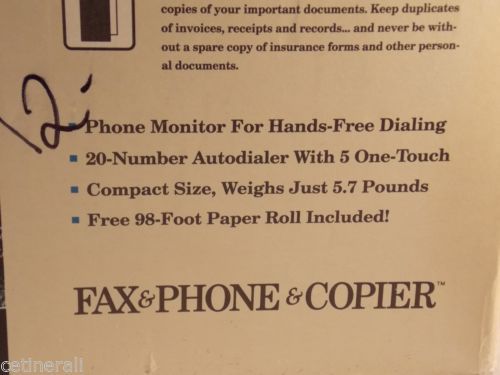 copies of your important documents. Keep duplicates
of invoices, receipts and records... and never be with-
out a spare copy of insurance forms and other person-
al documents.
12.
Phone Monitor For Hands-Free Dialing
20-Number Autodialer With 5 One-Touch
Compact Size, Weighs Just 5.7 Pounds
Free 98-Foot Paper Roll Included!
FAX&PHONE&COPIER™
cetinerali